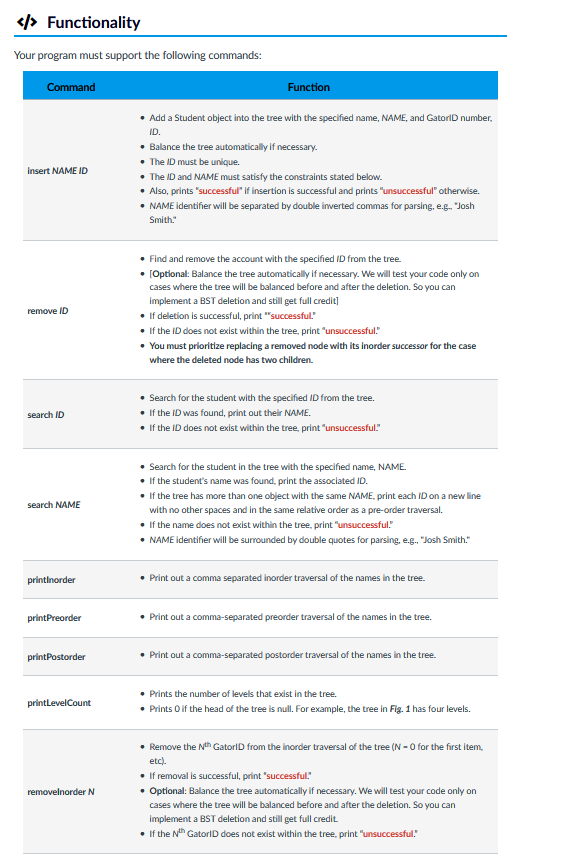 </> Functionality
Your program must support the following commands:
Command Function
insert NAME ID
• Add a Student object into the tree with the specified name, NAME, and GatorID number,
ID.
• Balance the tree automatically if necessary.
• The ID must be unique.
• The ID and NAME must satisfy the constraints stated below.
• Also, prints "successful" if insertion is successful and prints "unsuccessful" otherwise.
• NAME identifier will be separated by double inverted commas for parsing, e.g., "Josh
Smith."
remove ID
• Find and remove the account with the specified ID from the tree.
• [Optional: Balance the tree automatically if necessary. We will test your code only on
cases where the tree will be balanced before and after the deletion. So you can
implement a BST deletion and still get full credit]
• If deletion is successful, print ""successful."
• If the ID does not exist within the tree, print "unsuccessful."
• You must prioritize replacing a removed node with its inorder successor for the case
where the deleted node has two children.
search ID
• Search for the student with the specified ID from the tree.
• If the ID was found, print out their NAME.
• If the ID does not exist within the tree, print "unsuccessful."
search NAME
• Search for the student in the tree with the specified name, NAME.
• If the student's name was found, print the associated ID.
• If the tree has more than one object with the same NAME, print each ID on a new line
with no other spaces and in the same relative order as a pre-order traversal.
• If the name does not exist within the tree, print "unsuccessful."
• NAME identifier will be surrounded by double quotes for parsing, e.g., "Josh Smith."
printInorder
• Print out a comma separated inorder traversal of the names in the tree.
printPreorder
• Print out a comma-separated preorder traversal of the names in the tree.
printPostorder
• Print out a comma-separated postorder traversal of the names in the tree.
printLevelCount
• Prints the number of levels that exist in the tree.
• Prints 0 if the head of the tree is null. For example, the tree in Fig. 1 has four levels.
removeInorder N
• Remove the Nth GatorID from the inorder traversal of the tree (N = 0 for the first item,
etc).
• If removal is successful, print "successful."
• Optional: Balance the tree automatically if necessary. We will test your code only on
cases where the tree will be balanced before and after the deletion. So you can
implement a BST deletion and still get full credit.
• If the Nth GatorID does not exist within the tree, print "unsuccessful."